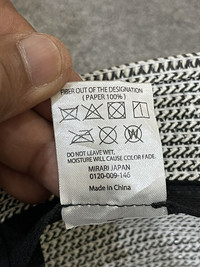 FIBER OUT OF THE DESIGNATION
( PAPER 100% )
W
DO NOT LEAVE WET,
MOISTURE WILL CAUSE COLOR FADE.
MIRARI JAPAN
0120-009-146
Made in China